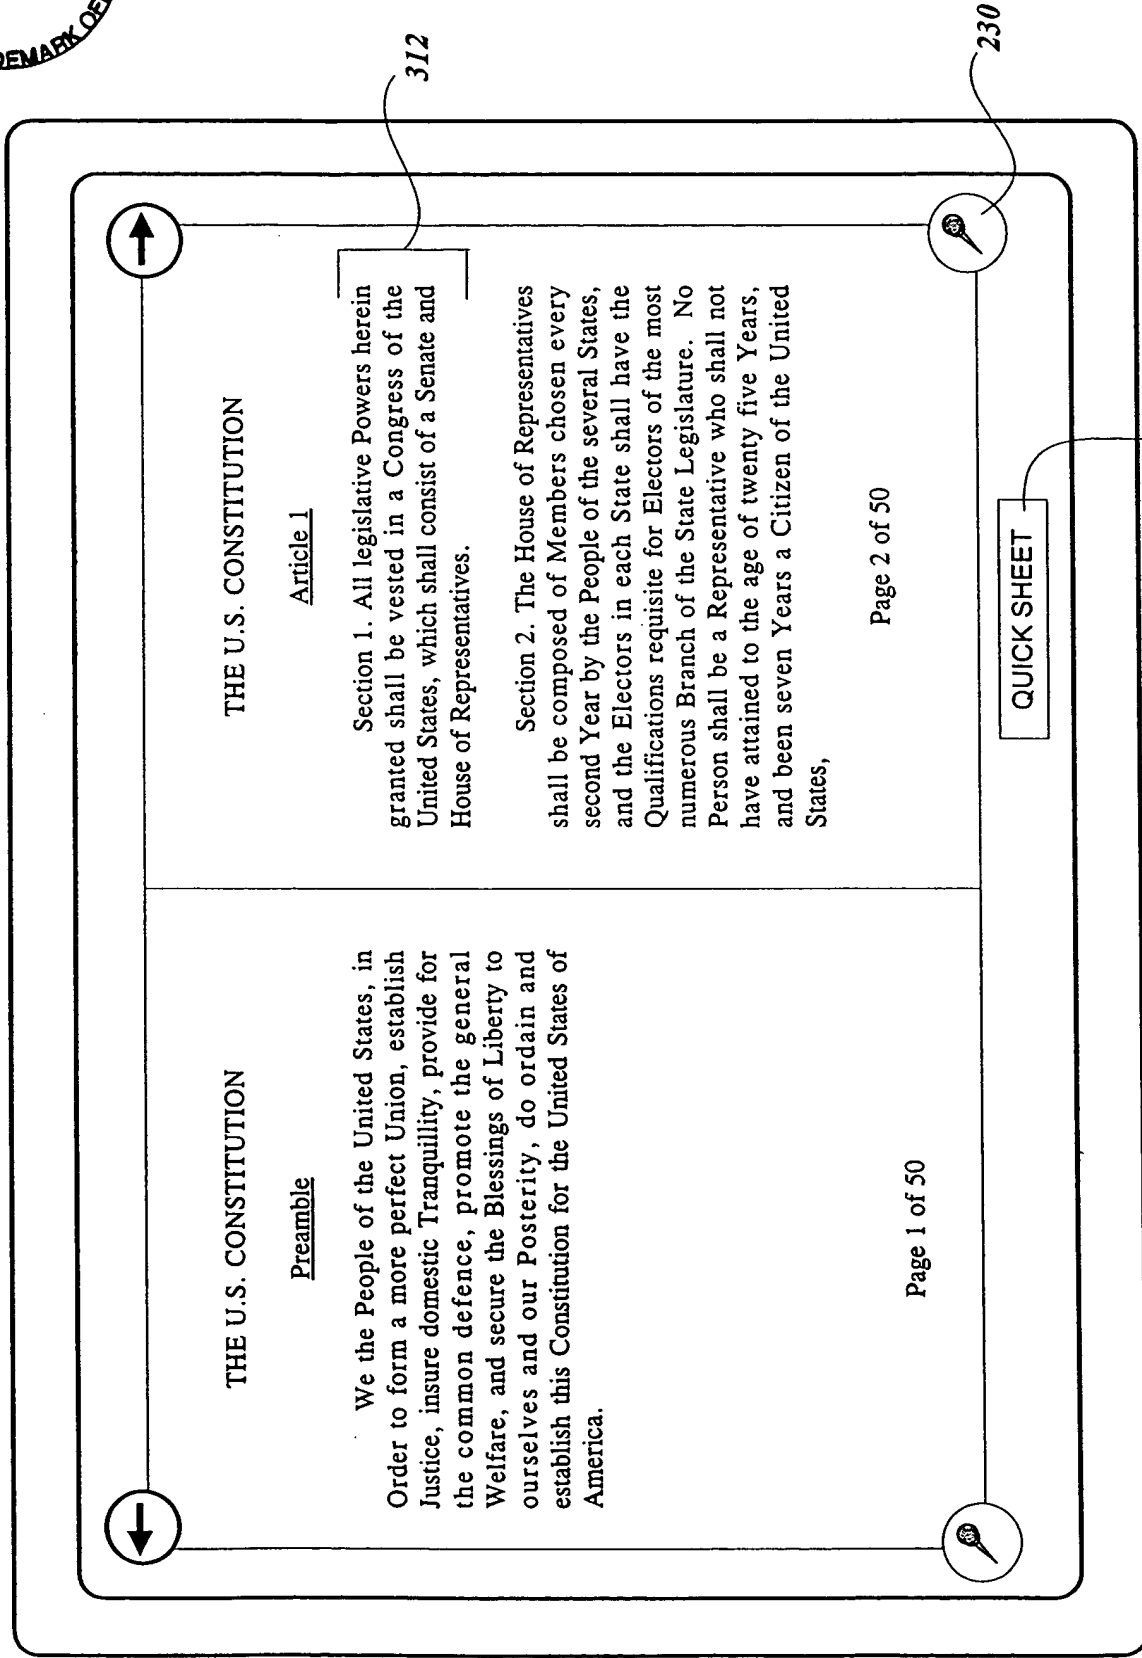 312
230
THE U.S. CONSTITUTION
Preamble
We the People of the United States, in
Order to form a more perfect Union, establish
Justice, insure domestic Tranquillity, provide for
the common defence, promote the general
Welfare, and secure the Blessings of Liberty to
ourselves and our Posterity, do ordain and
establish this Constitution for the United States of
America.
Page 1 of 50
THE U.S. CONSTITUTION
Article 1
Section 1. All legislative Powers herein
granted shall be vested in a Congress of the
United States, which shall consist of a Senate and
House of Representatives.
Section 2. The House of Representatives
shall be composed of Members chosen every
second Year by the People of the several States,
and the Electors in each State shall have the
Qualifications requisite for Electors of the most
numerous Branch of the State Legislature. No
Person shall be a Representative who shall not
have attained to the age of twenty five Years,
and been seven Years a Citizen of the United
States,
Page 2 of 50
QUICK SHEET